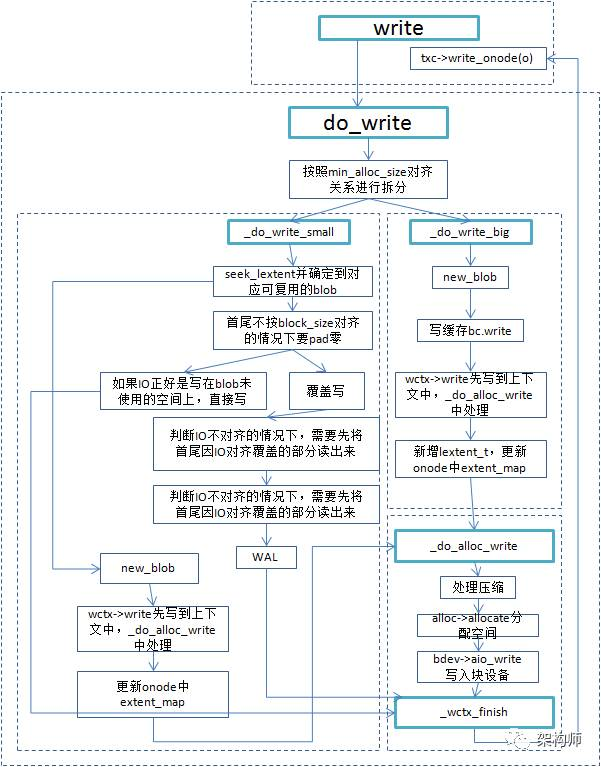 write
txc->write_onode(o)
do_write
按照min_alloc_size对齐
关系进行拆分
_do_write_small
_do_write_big
seek_lextent并确定到对
应可复用的blob
new_blob
首尾不按block_size对齐
的情况下要pad零
写缓存bc.write
如果IO正好是写在blob未
使用的空间上，直接写
覆盖写
wctx->write先写到上下
文中，_do_alloc_write
中处理
判断IO不对齐的情况下，需要先将
首尾因IO对齐覆盖的部分读出来
新增lextent_t，更新
onode中extent_map
判断IO不对齐的情况下，需要先将
首尾因IO对齐覆盖的部分读出来
WAL
_do_alloc_write
new_blob
处理压缩
wctx->write先写到上下
文中，_do_alloc_write
中处理
alloc->allocate分
配空间
bdev->aio_write
写入块设备
更新onode中
extent_map
_wctx_finish
架构师